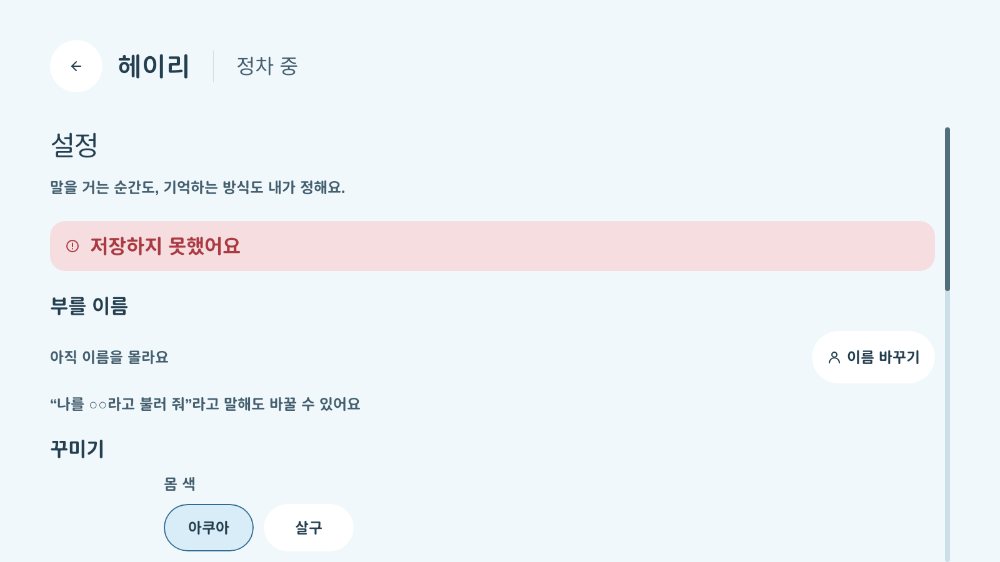 헤이리
정차 중
설정
말을 거는 순간도, 기억하는 방식도 내가 정해요.
저장하지 못했어요
부를 이름
아직 이름을 몰라요
이름 바꾸기
“나를 ○○라고 불러 줘”라고 말해도 바꿀 수 있어요
꾸미기
몸 색
아쿠아
살구